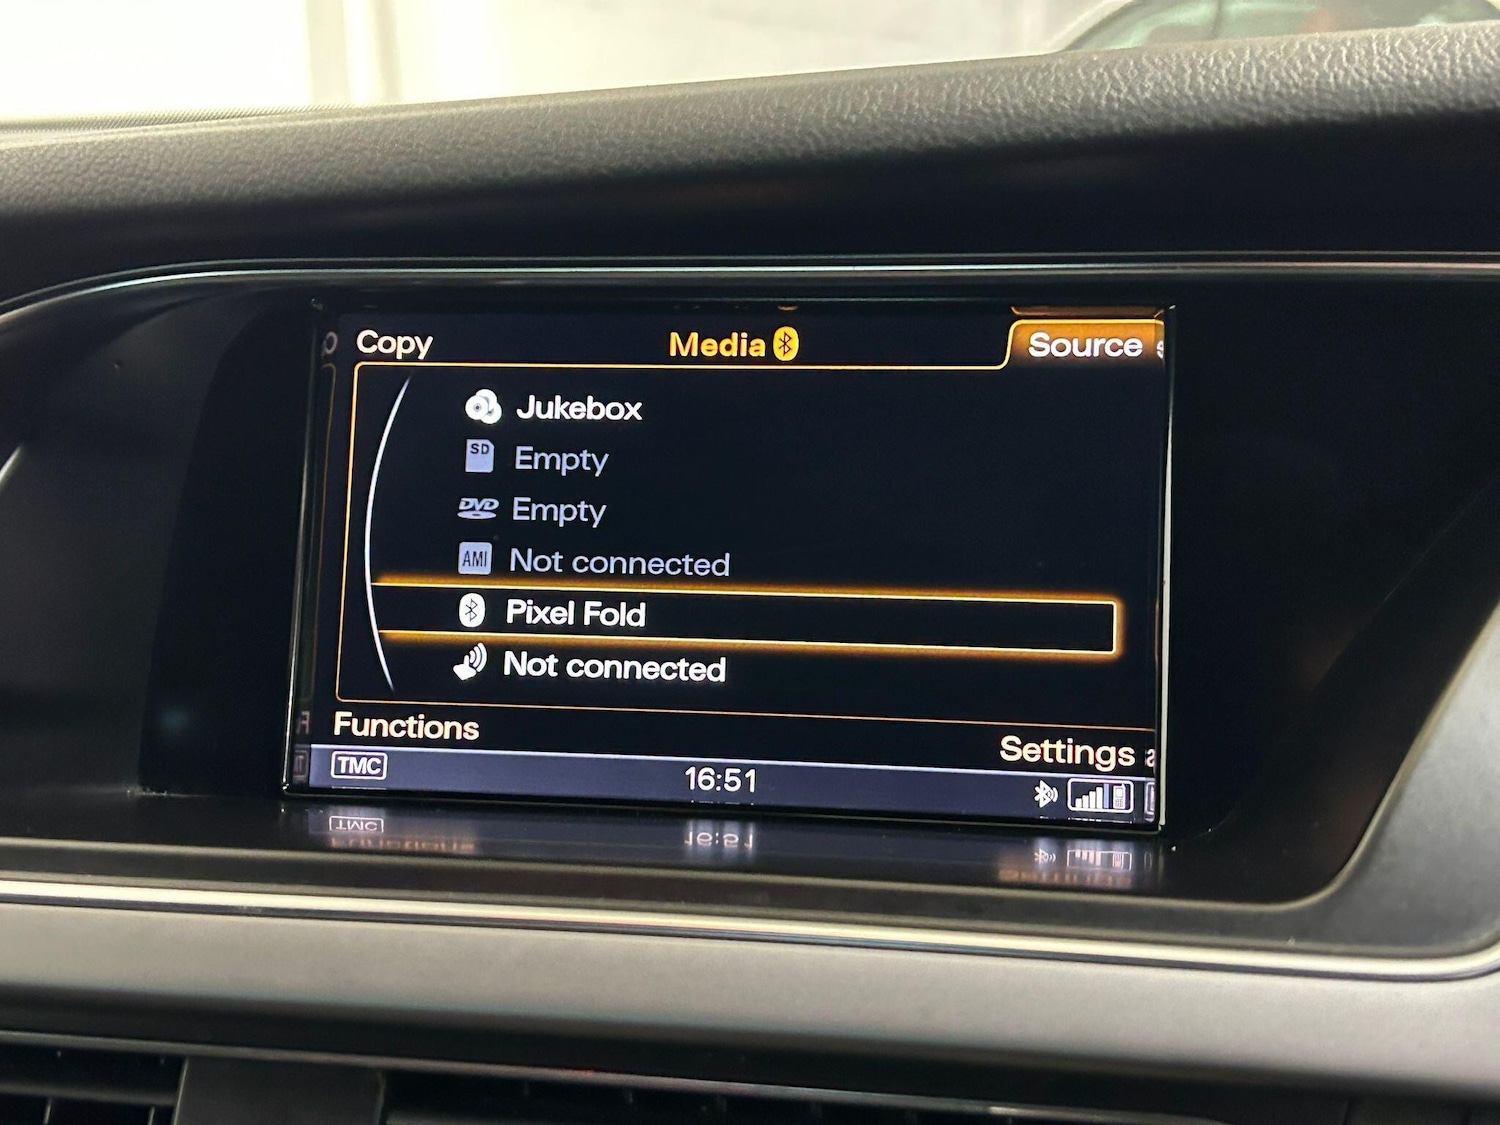 Copy
Media
Source
Jukebox
SD Empty
DVD Empty
AMI Not connected
Pixel Fold
Not connected
Functions
Settings
TMC
16:51